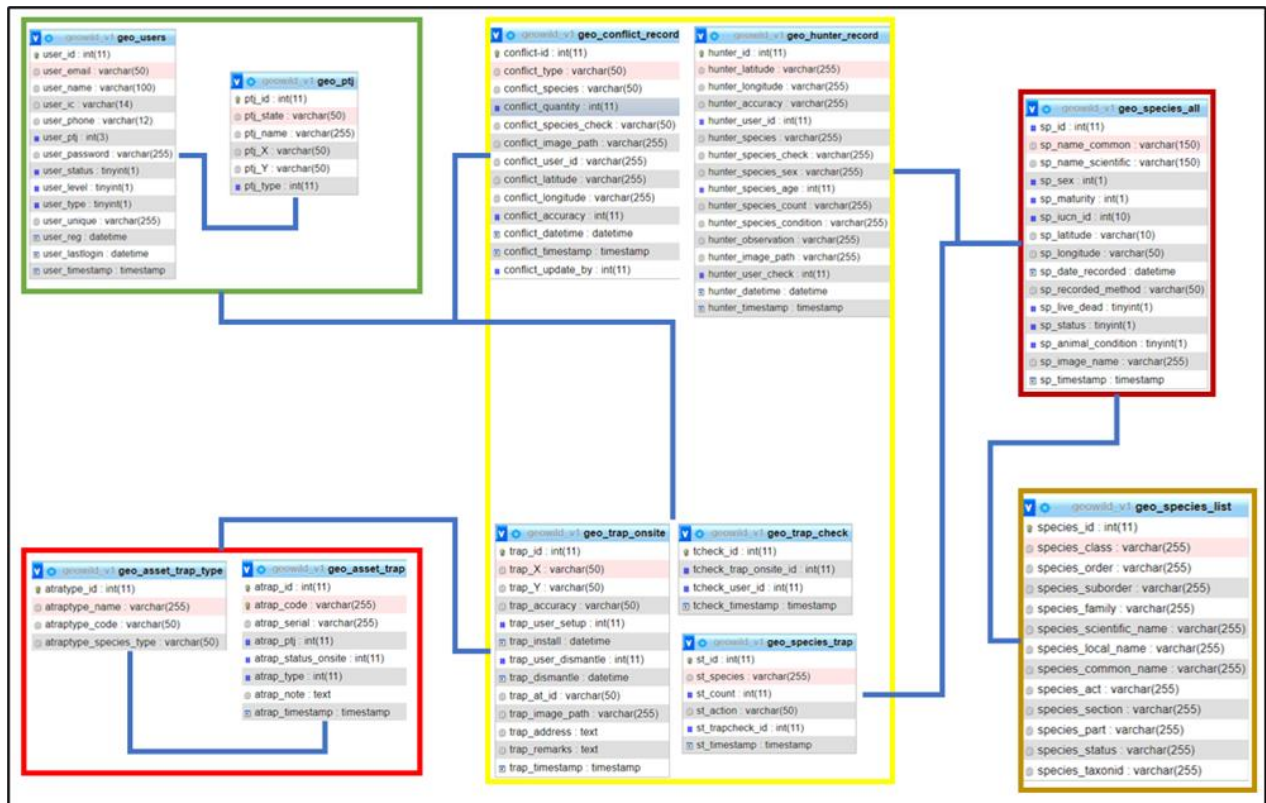 geowild_v1 geo_users
user_id : int(11)
user_email : varchar(50)
user_name : varchar(100)
user_ic : varchar(14)
user_phone : varchar(12)
user_ptj : int(3)
user_password : varchar(255)
user_status : tinyint(1)
user_level : tinyint(1)
user_type : tinyint(1)
user_unique : varchar(255)
user_reg : datetime
user_lastlogin : datetime
user_timestamp : timestamp
geowild_v1 geo_ptj
ptj_id : int(11)
ptj_state : varchar(50)
ptj_name : varchar(255)
ptj_X : varchar(50)
ptj_Y : varchar(50)
ptj_type : int(11)
geowild_v1 geo_conflict_record
conflict-id : int(11)
conflict_type : varchar(50)
conflict_species : varchar(50)
conflict_quantity : int(11)
conflict_species_check : varchar(50)
conflict_image_path : varchar(255)
conflict_user_id : varchar(255)
conflict_latitude : varchar(255)
conflict_longitude : varchar(255)
conflict_accuracy : int(11)
conflict_datetime : datetime
conflict_timestamp : timestamp
conflict_update_by : int(11)
geowild_v1 geo_hunter_record
hunter_id : int(11)
hunter_latitude : varchar(255)
hunter_longitude : varchar(255)
hunter_accuracy : varchar(255)
hunter_user_id : int(11)
hunter_species : varchar(255)
hunter_species_check : varchar(255)
hunter_species_sex : varchar(255)
hunter_species_age : int(11)
hunter_species_count : varchar(255)
hunter_species_condition : varchar(255)
hunter_observation : varchar(255)
hunter_image_path : varchar(255)
hunter_user_check : int(11)
hunter_datetime : datetime
hunter_timestamp : timestamp
geowild_v1 geo_species_all
sp_id : int(11)
sp_name_common : varchar(150)
sp_name_scientific : varchar(150)
sp_sex : int(1)
sp_maturity : int(1)
sp_iucn_id : int(10)
sp_latitude : varchar(10)
sp_longitude : varchar(50)
sp_date_recorded : datetime
sp_recorded_method : varchar(50)
sp_live_dead : tinyint(1)
sp_status : tinyint(1)
sp_animal_condition : tinyint(1)
sp_image_name : varchar(255)
sp_timestamp : timestamp
geowild_v1 geo_asset_trap_type
atratype_id : int(11)
atraptype_name : varchar(255)
atraptype_code : varchar(50)
atraptype_species_type : varchar(50)
geowild_v1 geo_asset_trap
atrap_id : int(11)
atrap_code : varchar(255)
atrap_serial : varchar(255)
atrap_ptj : int(11)
atrap_status_onsite : int(11)
atrap_type : int(11)
atrap_note : text
atrap_timestamp : timestamp
geowild_v1 geo_trap_onsite
trap_id : int(11)
trap_X : varchar(50)
trap_Y : varchar(50)
trap_accuracy : varchar(50)
trap_user_setup : int(11)
trap_install : datetime
trap_user_dismantle : int(11)
trap_dismantle : datetime
trap_at_id : varchar(50)
trap_image_path : varchar(255)
trap_address : text
trap_remarks : text
trap_timestamp : timestamp
geowild_v1 geo_trap_check
tcheck_id : int(11)
tcheck_trap_onsite_id : int(11)
tcheck_user_id : int(11)
tcheck_timestamp : timestamp
geowild_v1 geo_species_trap
st_id : int(11)
st_species : varchar(255)
st_count : int(11)
st_action : varchar(50)
st_trapcheck_id : int(11)
st_timestamp : timestamp
geowild_v1 geo_species_list
species_id : int(11)
species_class : varchar(255)
species_order : varchar(255)
species_suborder : varchar(255)
species_family : varchar(255)
species_scientific_name : varchar(255)
species_local_name : varchar(255)
species_common_name : varchar(255)
species_act : varchar(255)
species_section : varchar(255)
species_part : varchar(255)
species_status : varchar(255)
species_taxonid : varchar(255)